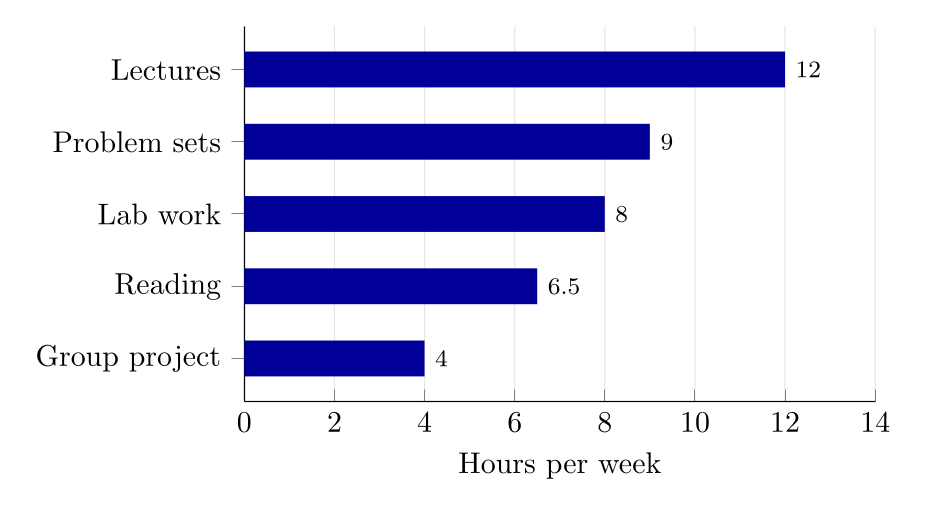 Lectures 12
Problem sets 9
Lab work 8
Reading 6.5
Group project 4
0 2 4 6 8 10 12 14
Hours per week